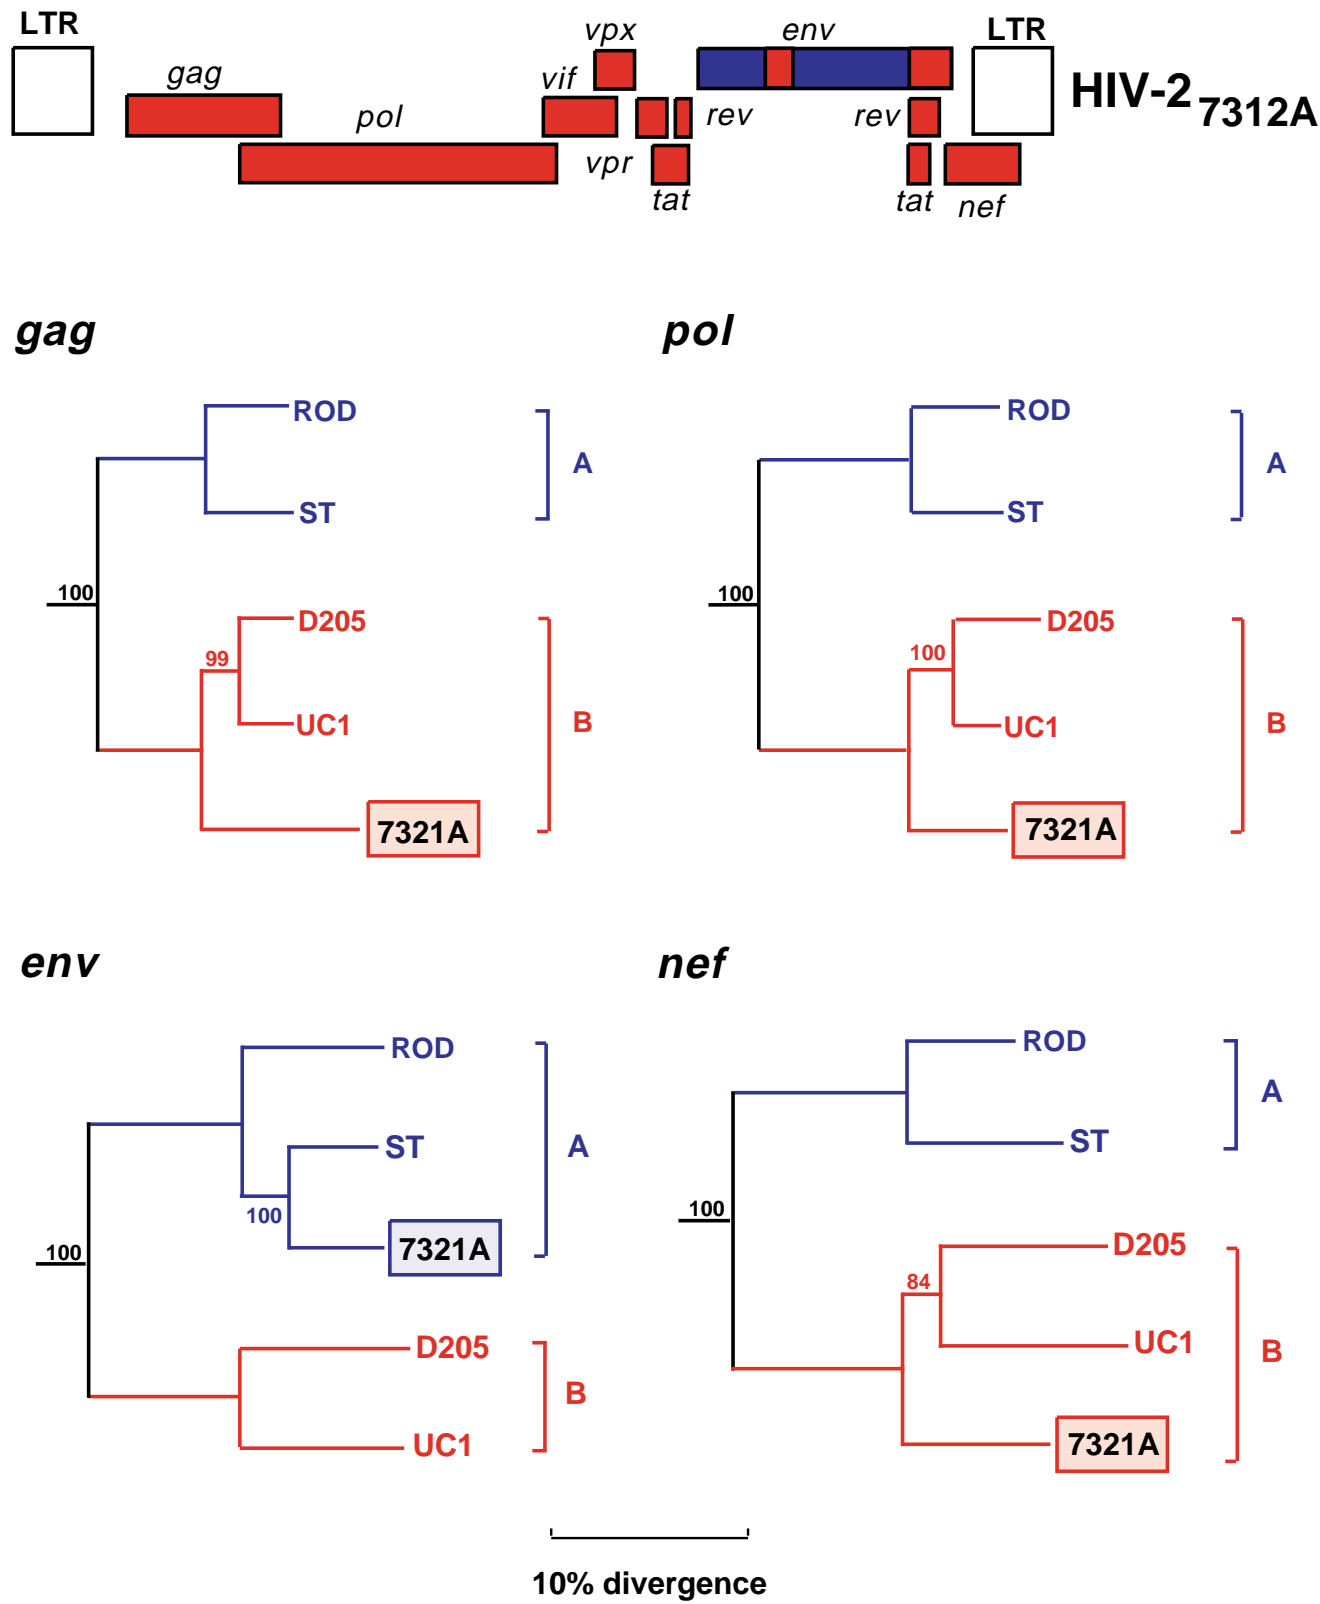 LTR
vpx
env
LTR
gag
vif
pol
rev
rev
HIV-2 7312A
vpr
tat
tat
nef
gag
pol
ROD
ST
A
100
D205
99
UC1
B
7321A
ROD
ST
A
100
D205
100
UC1
B
7321A
env
nef
ROD
ST
A
100
7321A
100
D205
B
UC1
ROD
A
ST
100
D205
84
UC1
B
7321A
10% divergence